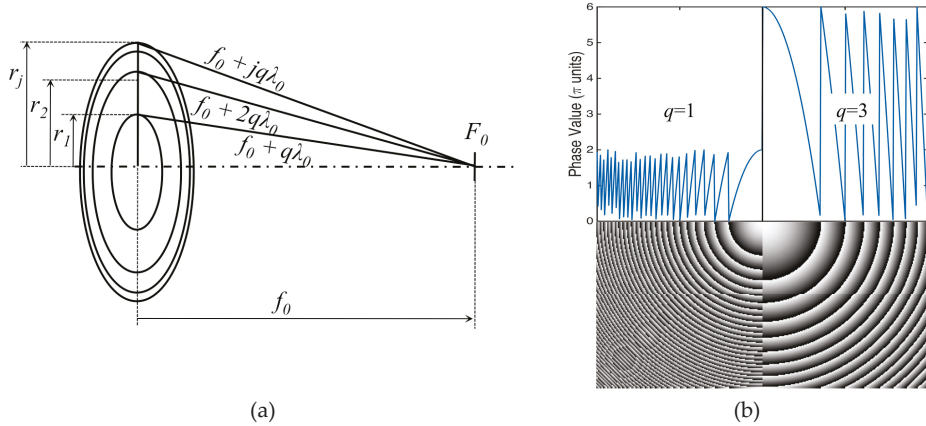 r_j
r_2
r_1
f_0 + jqλ_0
f_0 + 2qλ_0
f_0 + qλ_0
F_0
f_0
(a)
Phase Value (π units)
6
5
4
3
2
1
0
q=1
q=3
(b)